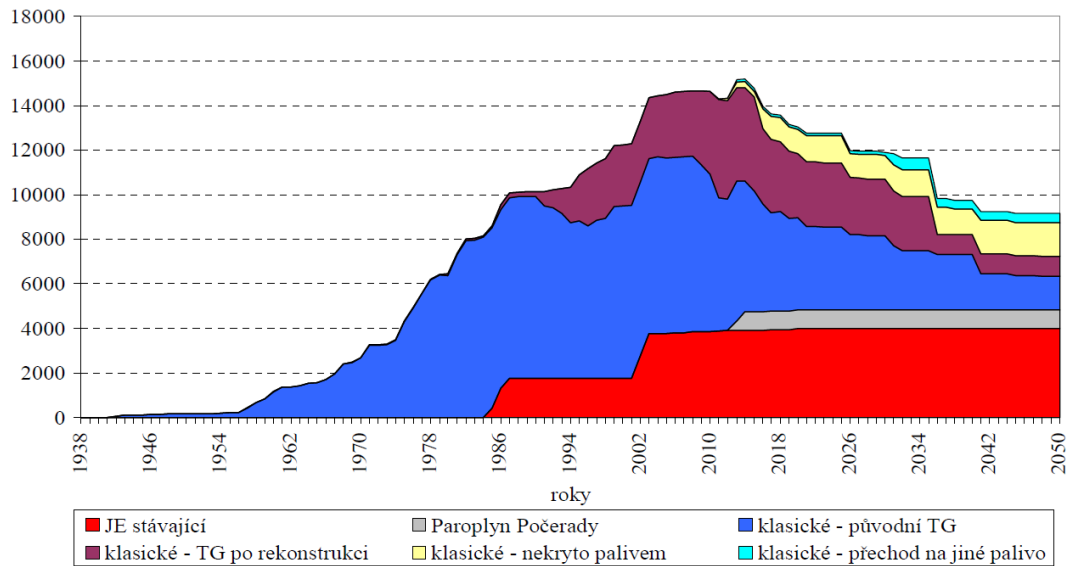 18000
16000
14000
12000
10000
8000
6000
4000
2000
0
1938 1946 1954 1962 1970 1978 1986 1994 2002 2010 2018 2026 2034 2042 2050
roky
JE stávající Paroplyn Počerady klasické - původní TG
klasické - TG po rekonstrukci klasické - nekryto palivem klasické - přechod na jiné palivo